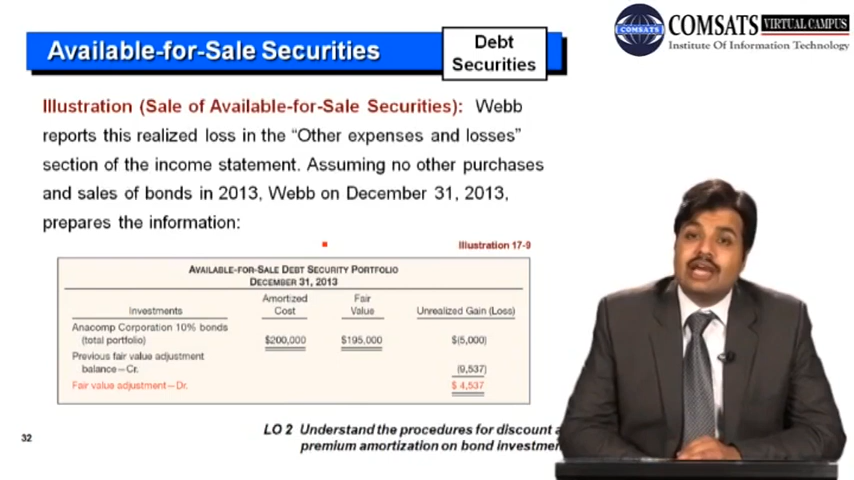 Available-for-Sale Securities
Debt
Securities
COMSATS VIRTUAL CAMPUS
Institute Of Information Technology
COMSATS
Illustration (Sale of Available-for-Sale Securities): Webb
reports this realized loss in the “Other expenses and losses”
section of the income statement. Assuming no other purchases
and sales of bonds in 2013, Webb on December 31, 2013,
prepares the information:
Illustration 17-9
AVAILABLE-FOR-SALE DEBT SECURITY PORTFOLIO
DECEMBER 31, 2013
Amortized Fair
Investments Cost Value Unrealized Gain (Loss)
Anacomp Corporation 10% bonds
(total portfolio) $200,000 $195,000 $(5,000)
Previous fair value adjustment
balance—Cr. (9,537)
Fair value adjustment—Dr. $ 4,537
LO 2 Understand the procedures for discount a
premium amortization on bond investmen
32